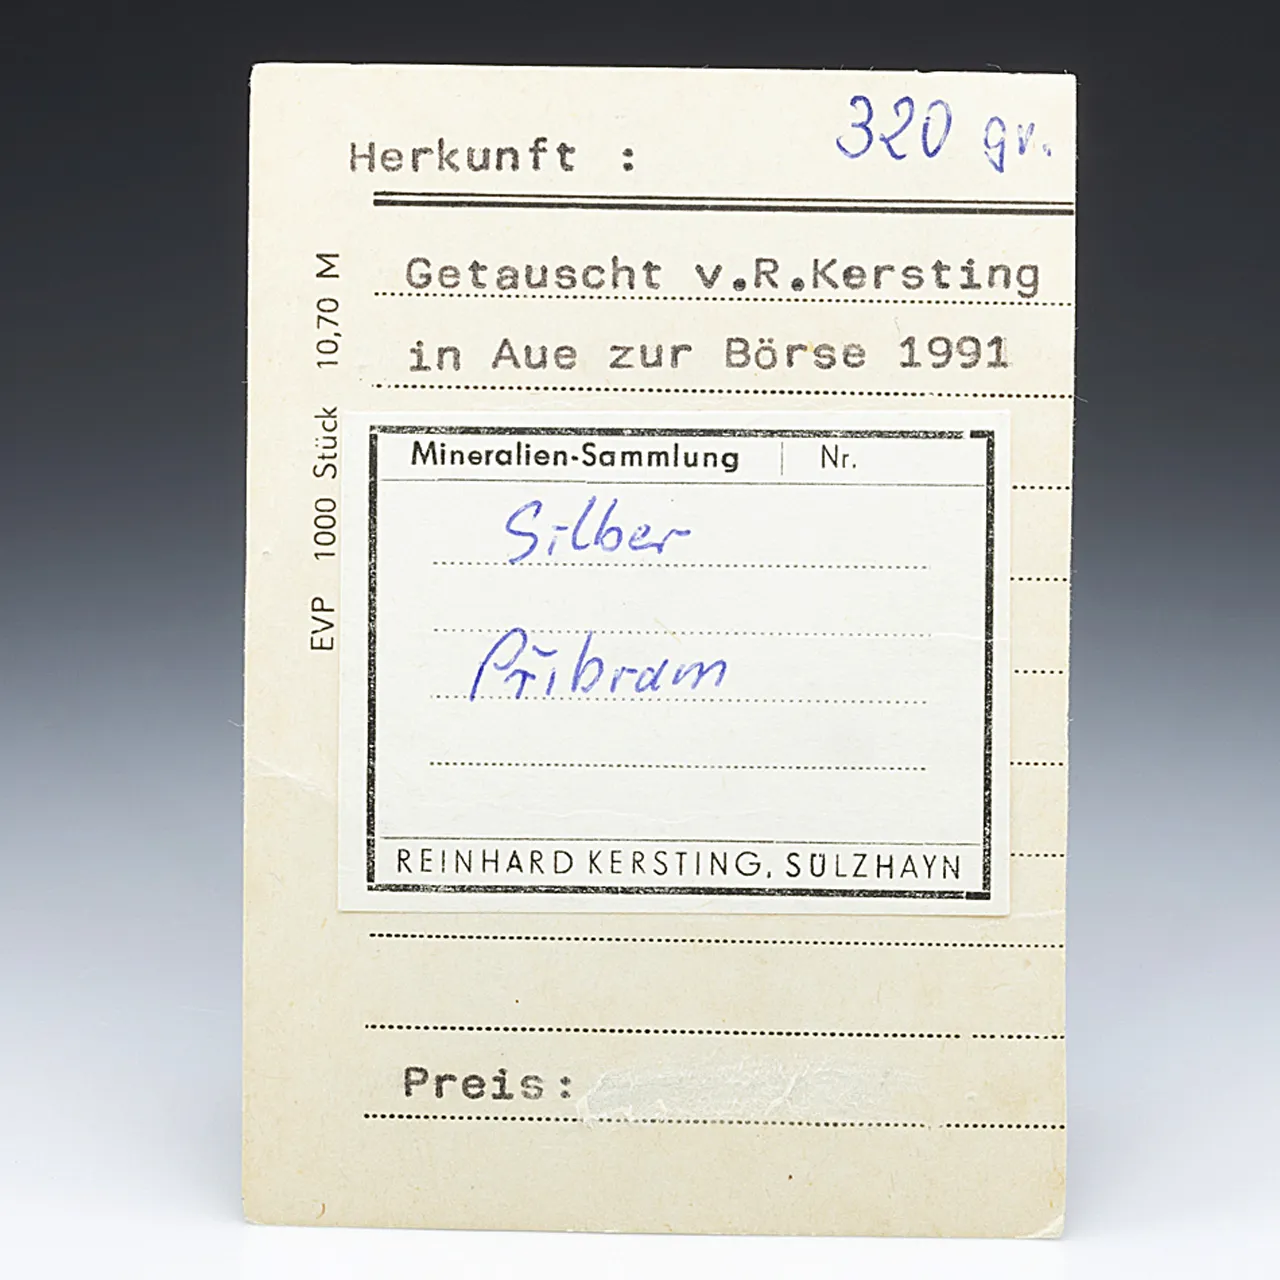 Herkunft :
320 gr.
Getauscht v.R.Kersting
in Aue zur Börse 1991
EVP 1000 Stück 10,70 M
Mineralien-Sammlung Nr.
Silber
Přibram
REINHARD KERSTING, SÜLZHAYN
Preis: